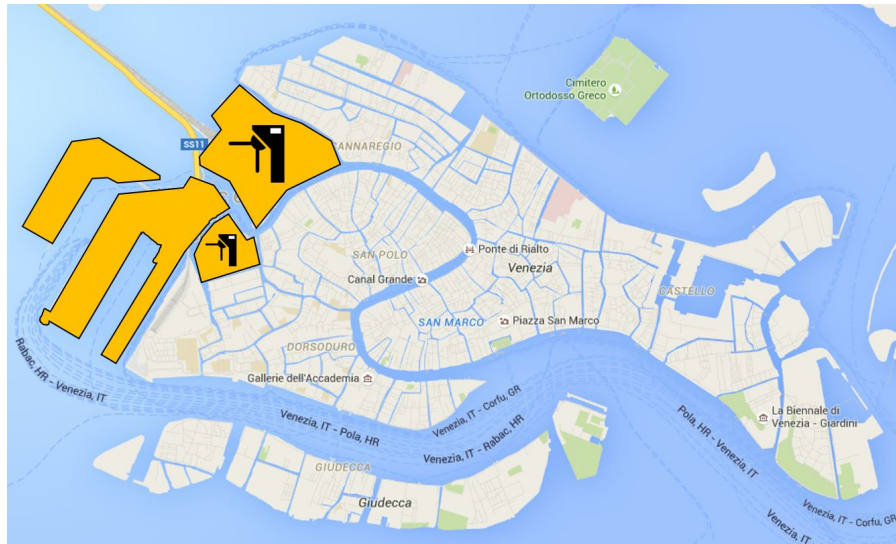 Cimitero
Ortodosso Greco
SS11
CANNAREGIO
SAN POLO
Ponte di Rialto
Venezia
Canal Grande
CASTELLO
SAN MARCO
Piazza San Marco
DORSODURO
Rabac, HR - Venezia, IT
Gallerie dell'Accademia
Venezia, IT - Corfu, GR
Venezia, IT - Pola, HR
Pola, HR - Venezia, IT
La Biennale di
Venezia - Giardini
Venezia, IT - Rabac, HR
GIUDECCA
Giudecca
Venezia, IT - Corfu, GR
Venezia, IT